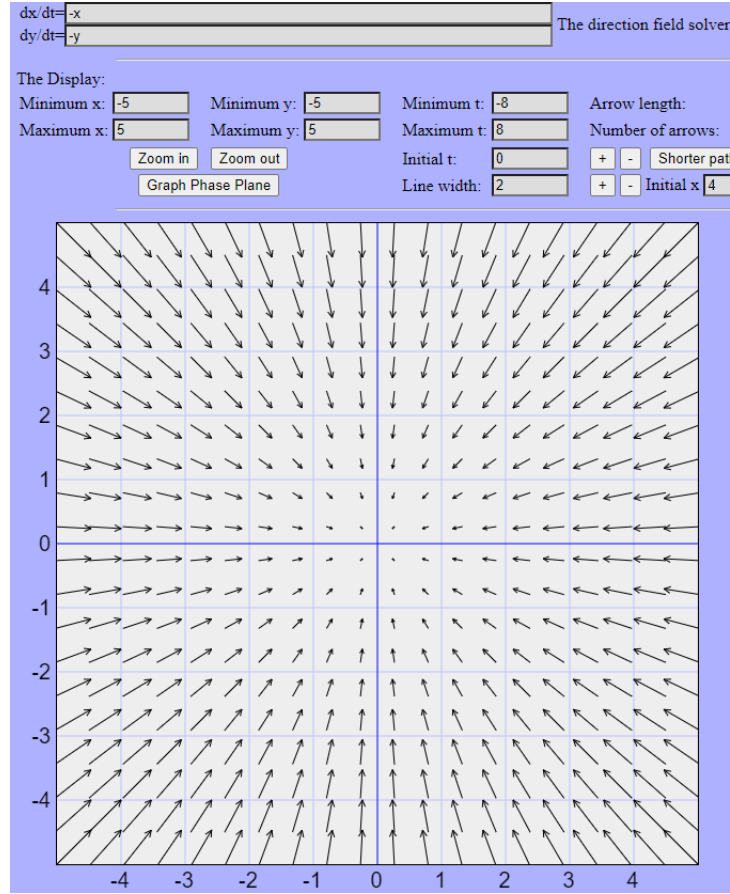 dx/dt= -x
dy/dt= -y
The direction field solver
The Display:
Minimum x: -5 Minimum y: -5 Minimum t: -8 Arrow length:
Maximum x: 5 Maximum y: 5 Maximum t: 8 Number of arrows:
Zoom in Zoom out Initial t: 0 + - Shorter
Graph Phase Plane Line width: 2 + - Initial x 4
4
3
2
1
0
-1
-2
-3
-4
-4 -3 -2 -1 0 1 2 3 4